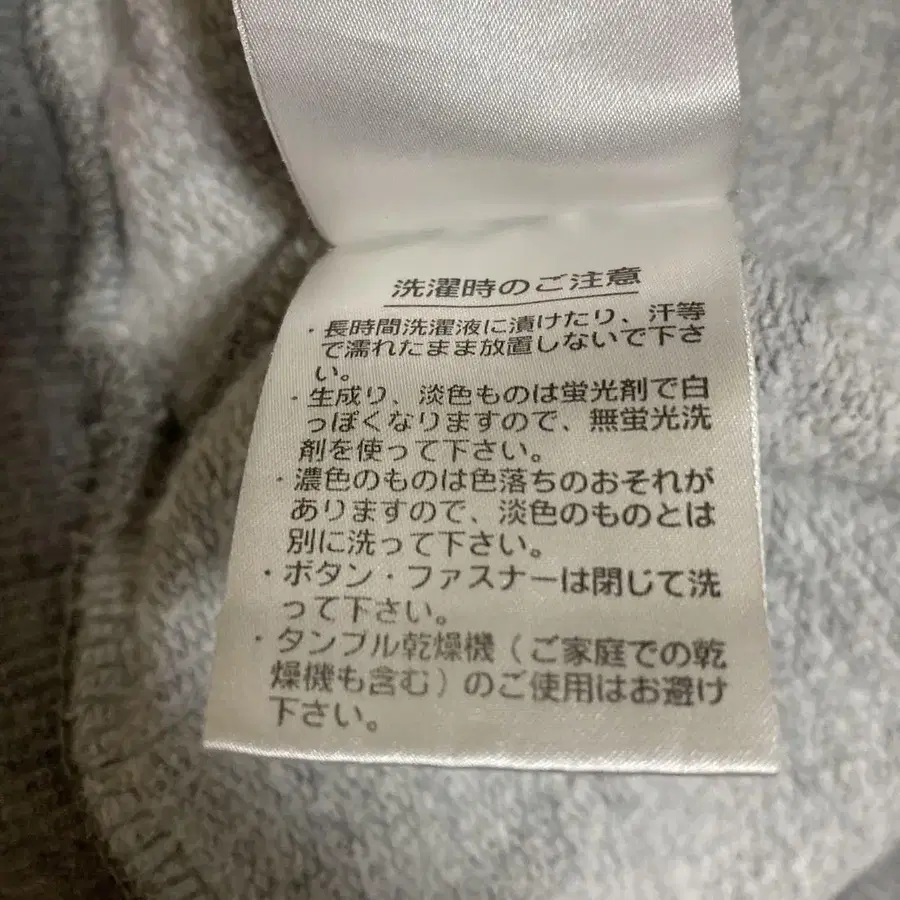 洗濯時のご注意
・長時間洗濯液に漬けたり、汗等
で濡れたまま放置しないで下さ
い。
・生成り、淡色ものは蛍光剤で白
っぽくなりますので、無蛍光洗
剤を使って下さい。
・濃色のものは色落ちのおそれが
ありますので、淡色のものとは
別に洗って下さい。
・ボタン・ファスナーは閉じて洗
って下さい。
・タンブル乾燥機（ご家庭での乾
燥機も含む）のご使用はお避け
下さい。